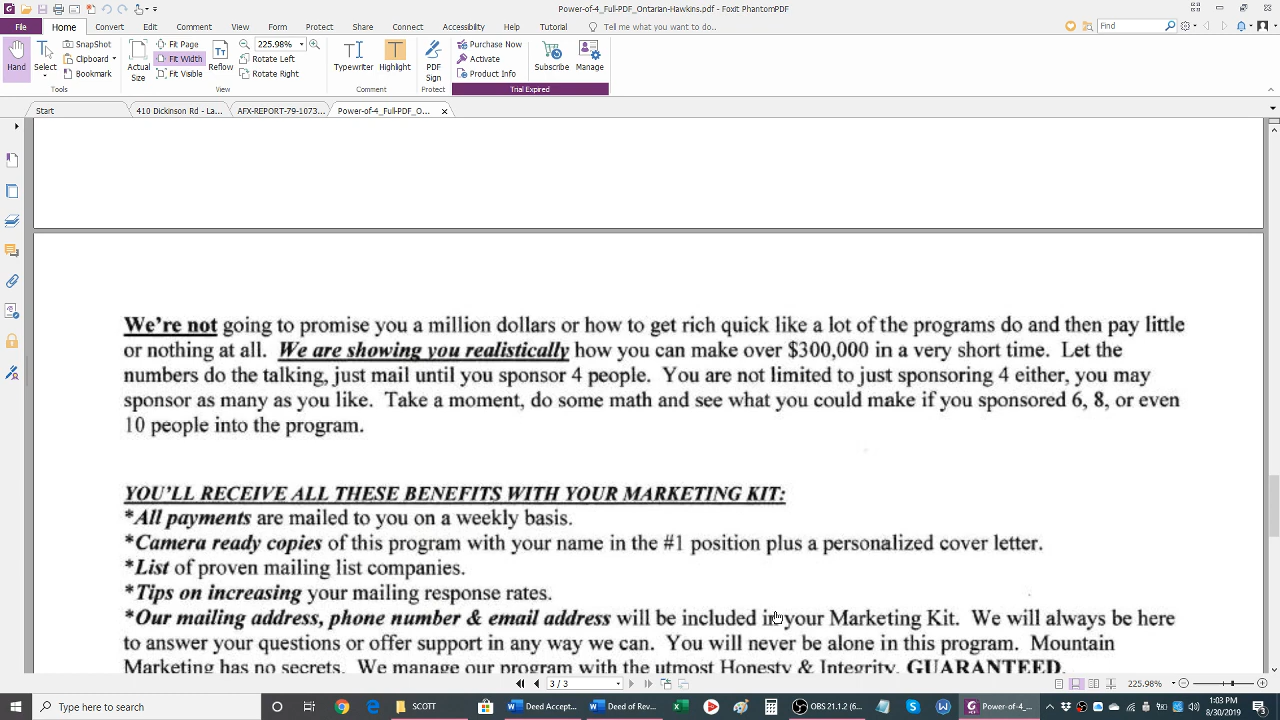 Power-of-4_Full-PDF_Ontarian-Hawkins.pdf - Foxit PhantomPDF
File Home Convert Edit Organize Comment View Form Protect Share Connect Accessibility Help Tutorial Tell me what you want to do.. Find
Hand Select SnapShot Clipboard Bookmark Actual Size Fit Page Fit Width Fit Visible Reflow 225.98% Rotate Left Rotate Right Typewriter Highlight PDF Sign Purchase Now Activate Product Info Subscribe Manage
Tools View Comment Protect Trial Expired
Start 410 Dickinson Rd - La... AFX-REPORT-79-1073... Power-of-4_Full-PDF_O...
We're not going to promise you a million dollars or how to get rich quick like a lot of the programs do and then pay little
or nothing at all. We are showing you realistically how you can make over $300,000 in a very short time. Let the
numbers do the talking, just mail until you sponsor 4 people. You are not limited to just sponsoring 4 either, you may
sponsor as many as you like. Take a moment, do some math and see what you could make if you sponsored 6, 8, or even
10 people into the program.
YOU'LL RECEIVE ALL THESE BENEFITS WITH YOUR MARKETING KIT:
*All payments are mailed to you on a weekly basis.
*Camera ready copies of this program with your name in the #1 position plus a personalized cover letter.
*List of proven mailing list companies.
*Tips on increasing your mailing response rates.
*Our mailing address, phone number & email address will be included in your Marketing Kit. We will always be here
to answer your questions or offer support in any way we can. You will never be alone in this program. Mountain
Marketing has no secrets. We manage our program with the utmost Honesty & Integrity. GUARANTEED.
3 / 3 225.98%
Type here to search SCOTT Deed Accept... Deed of Rev... OBS 21.1.2 (6... Power-of-4_... 1:03 PM
8/30/2019